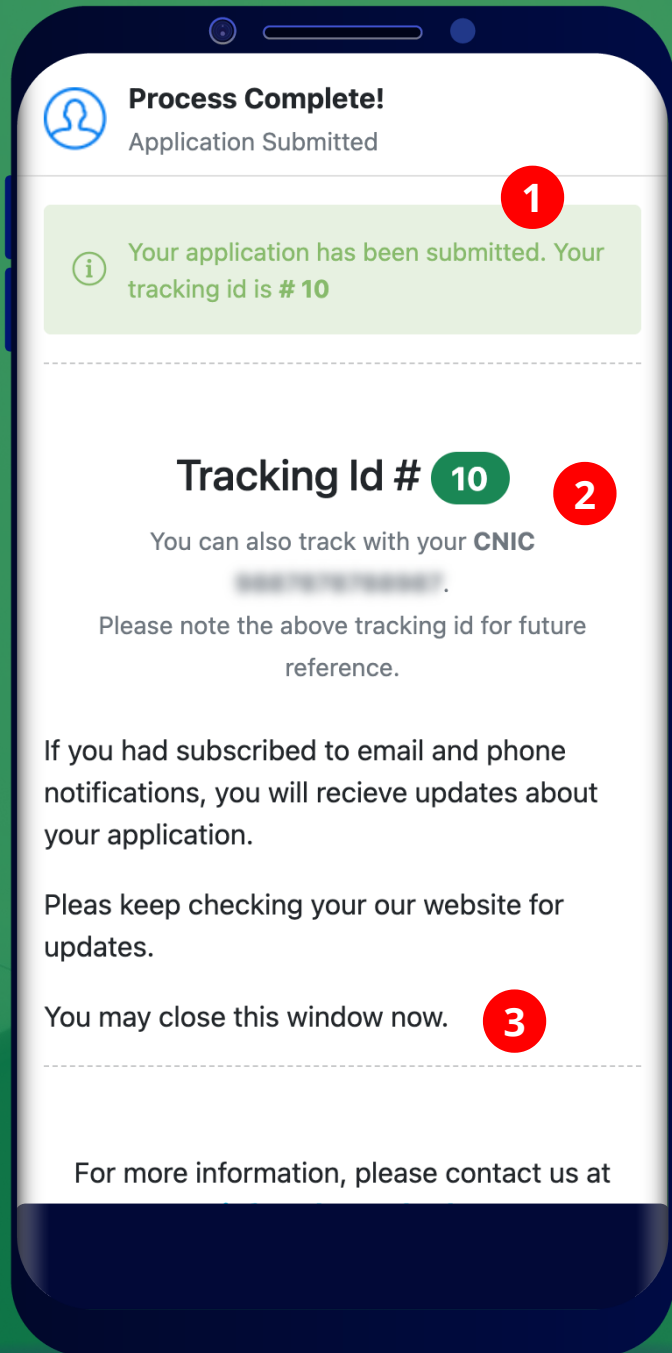 Process Complete!
Application Submitted
1
Your application has been submitted. Your
tracking id is # 10
Tracking Id # 10
2
You can also track with your CNIC
.
Please note the above tracking id for future
reference.
If you had subscribed to email and phone
notifications, you will recieve updates about
your application.
Pleas keep checking your our website for
updates.
You may close this window now.
3
For more information, please contact us at